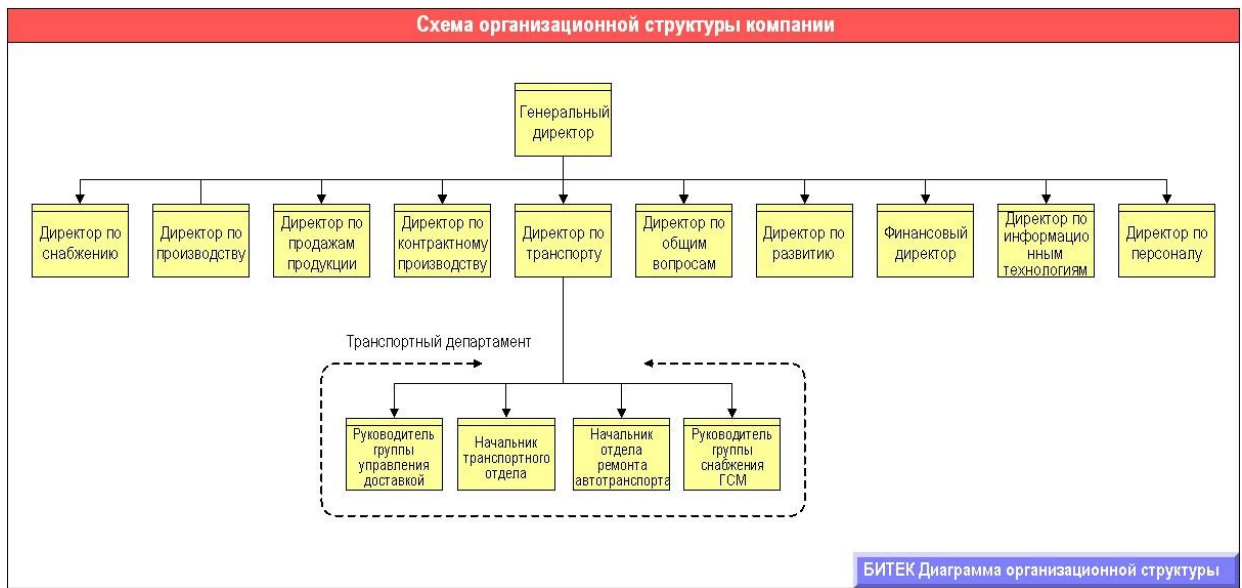 Схема организационной структуры компании
Генеральный
директор
Директор по
снабжению
Директор по
производству
Директор по
продажам
продукции
Директор по
контрактному
производству
Директор по
транспорту
Директор по
общим
вопросам
Директор по
развитию
Финансовый
директор
Директор по
информацио
нным
технологиям
Директор по
персоналу
Транспортный департамент
Руководитель
группы
управления
доставкой
Начальник
транспортного
отдела
Начальник
отдела
ремонта
автотранспорта
Руководитель
группы
снабжения
ГСМ
БИТЕК Диаграмма организационной структуры